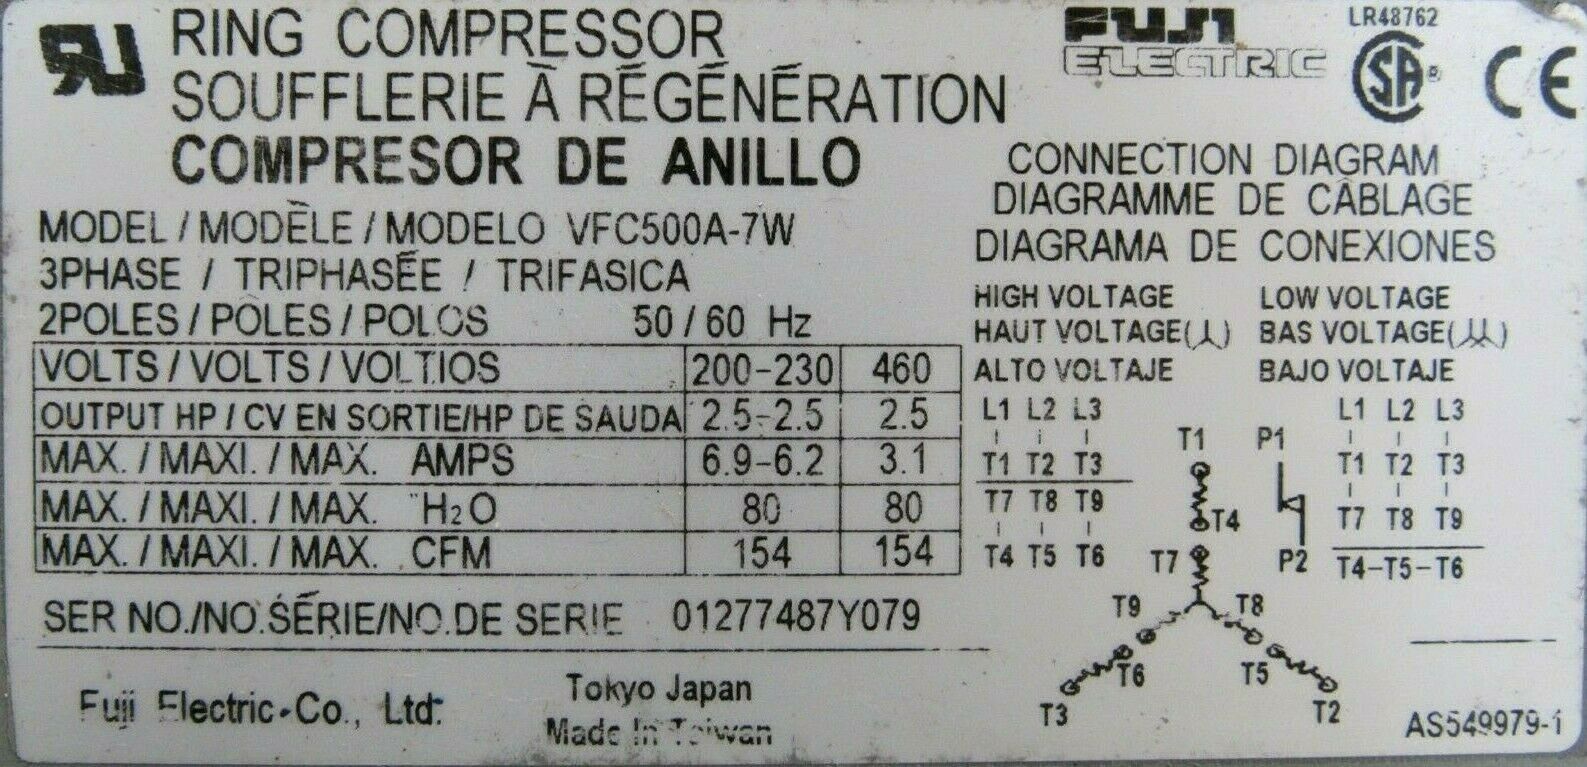 RING COMPRESSOR
SOUFFLERIE À RÉGÉNÉRATION
COMPRESOR DE ANILLO
MODEL / MODÈLE / MODELO VFC500A-7W
3PHASE / TRIPHASÉE / TRIFASICA
2POLES / PÔLES / POLOS 50 / 60 Hz
VOLTS / VOLTS / VOLTIOS 200-230 460
OUTPUT HP / CV EN SORTIE/HP DE SAUDA 2.5-2.5 2.5
MAX. / MAXI. / MAX. AMPS 6.9-6.2 3.1
MAX. / MAXI. / MAX. "H2O 80 80
MAX. / MAXI. / MAX. CFM 154 154
SER NO./NO.SÉRIE/NO.DE SERIE 01277487Y079
Fuji Electric Co., Ltd.
Tokyo Japan
Made In Taiwan
FUJI
ELECTRIC
LR48762
SA®
CE
CONNECTION DIAGRAM
DIAGRAMME DE CÂBLAGE
DIAGRAMA DE CONEXIONES
HIGH VOLTAGE LOW VOLTAGE
HAUT VOLTAGE( ) BAS VOLTAGE( )
ALTO VOLTAJE BAJO VOLTAJE
L1 L2 L3 L1 L2 L3
T1 P1
T1 T2 T3 T1 T2 T3
T7 T8 T9 T4 T7 T8 T9
T4 T5 T6 T7 P2 T4-T5-T6
T9 T8
T6 T5
T3 T2
AS549979-1